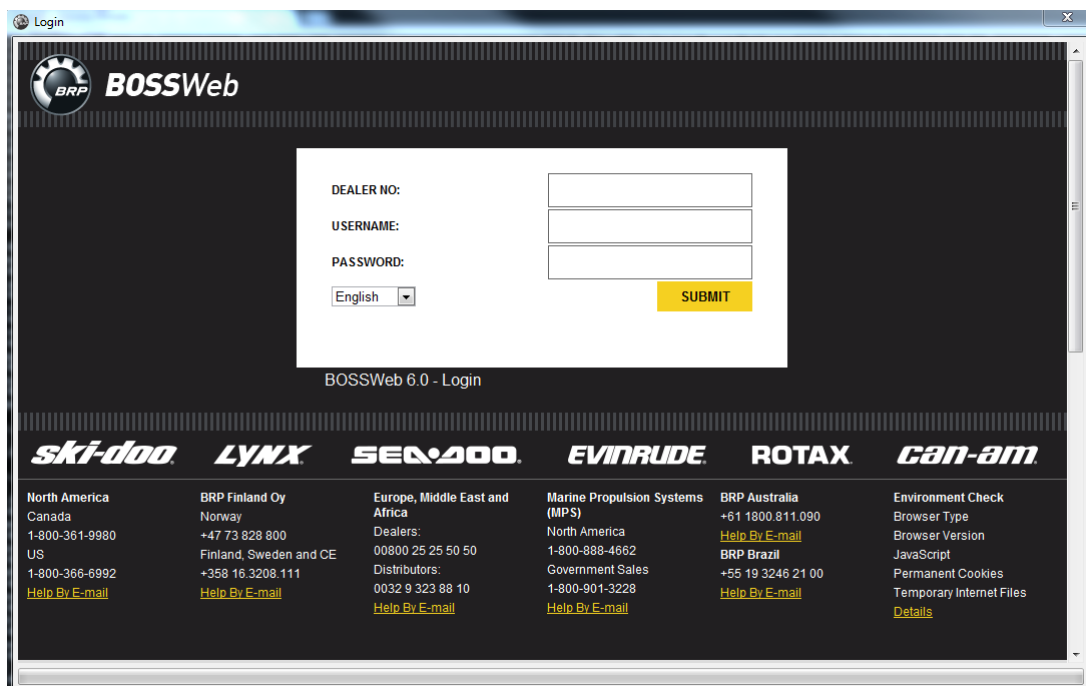 Login
BRP BOSSWeb
DEALER NO:
USERNAME:
PASSWORD:
English
SUBMIT
BOSSWeb 6.0 - Login
ski-doo. LYNX. SEA•DOO. EVINRUDE. ROTAX. can-am.
North America
Canada
1-800-361-9980
US
1-800-366-6992
Help By E-mail
BRP Finland Oy
Norway
+47 73 828 800
Finland, Sweden and CE
+358 16.3208.111
Help By E-mail
Europe, Middle East and
Africa
Dealers:
00800 25 25 50 50
Distributors:
0032 9 323 88 10
Help By E-mail
Marine Propulsion Systems
(MPS)
North America
1-800-888-4662
Government Sales
1-800-901-3228
Help By E-mail
BRP Australia
+61 1800.811.090
Help By E-mail
BRP Brazil
+55 19 3246 21 00
Help By E-mail
Environment Check
Browser Type
Browser Version
JavaScript
Permanent Cookies
Temporary Internet Files
Details